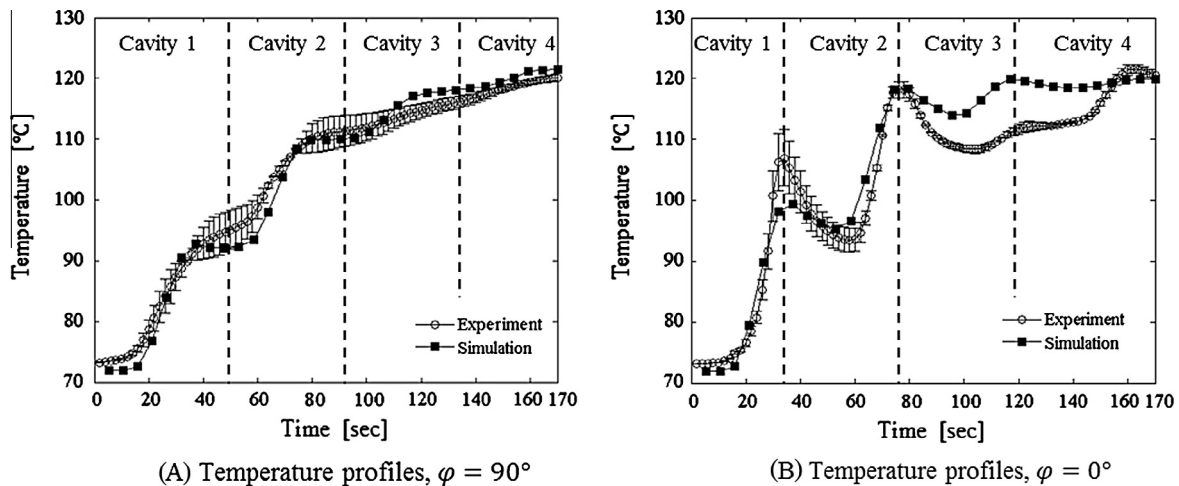 130
Cavity 1 Cavity 2 Cavity 3 Cavity 4
120
110
100
90
80
70
Temperature [℃]
Experiment
Simulation
0 20 40 60 80 100 120 140 160 170
Time [sec]
(A) Temperature profiles, φ = 90°
130
Cavity 1 Cavity 2 Cavity 3 Cavity 4
120
110
100
90
80
70
Temperature [℃]
Experiment
Simulation
0 20 40 60 80 100 120 140 160 170
Time [sec]
(B) Temperature profiles, φ = 0°